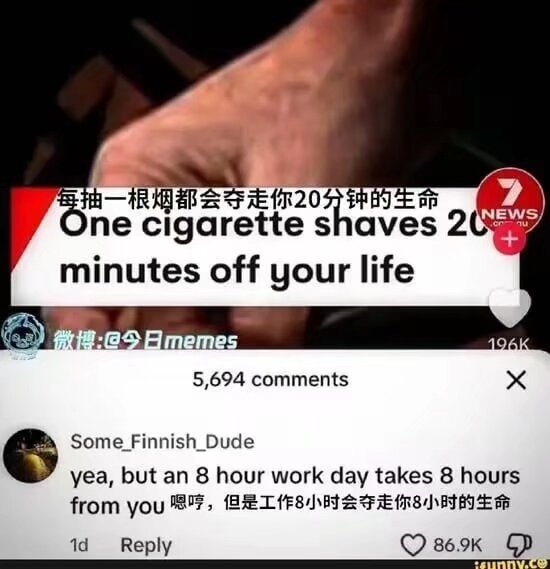 每抽一根烟都会夺走你20分钟的生命
One cigarette shaves 20
minutes off your life
7
NEWS
.com.au
微博:@今日memes
196K
5,694 comments
Some_Finnish_Dude
yea, but an 8 hour work day takes 8 hours
from you 嗯哼，但是工作8小时会夺走你8小时的生命
1d Reply 86.9K
ifunny.co